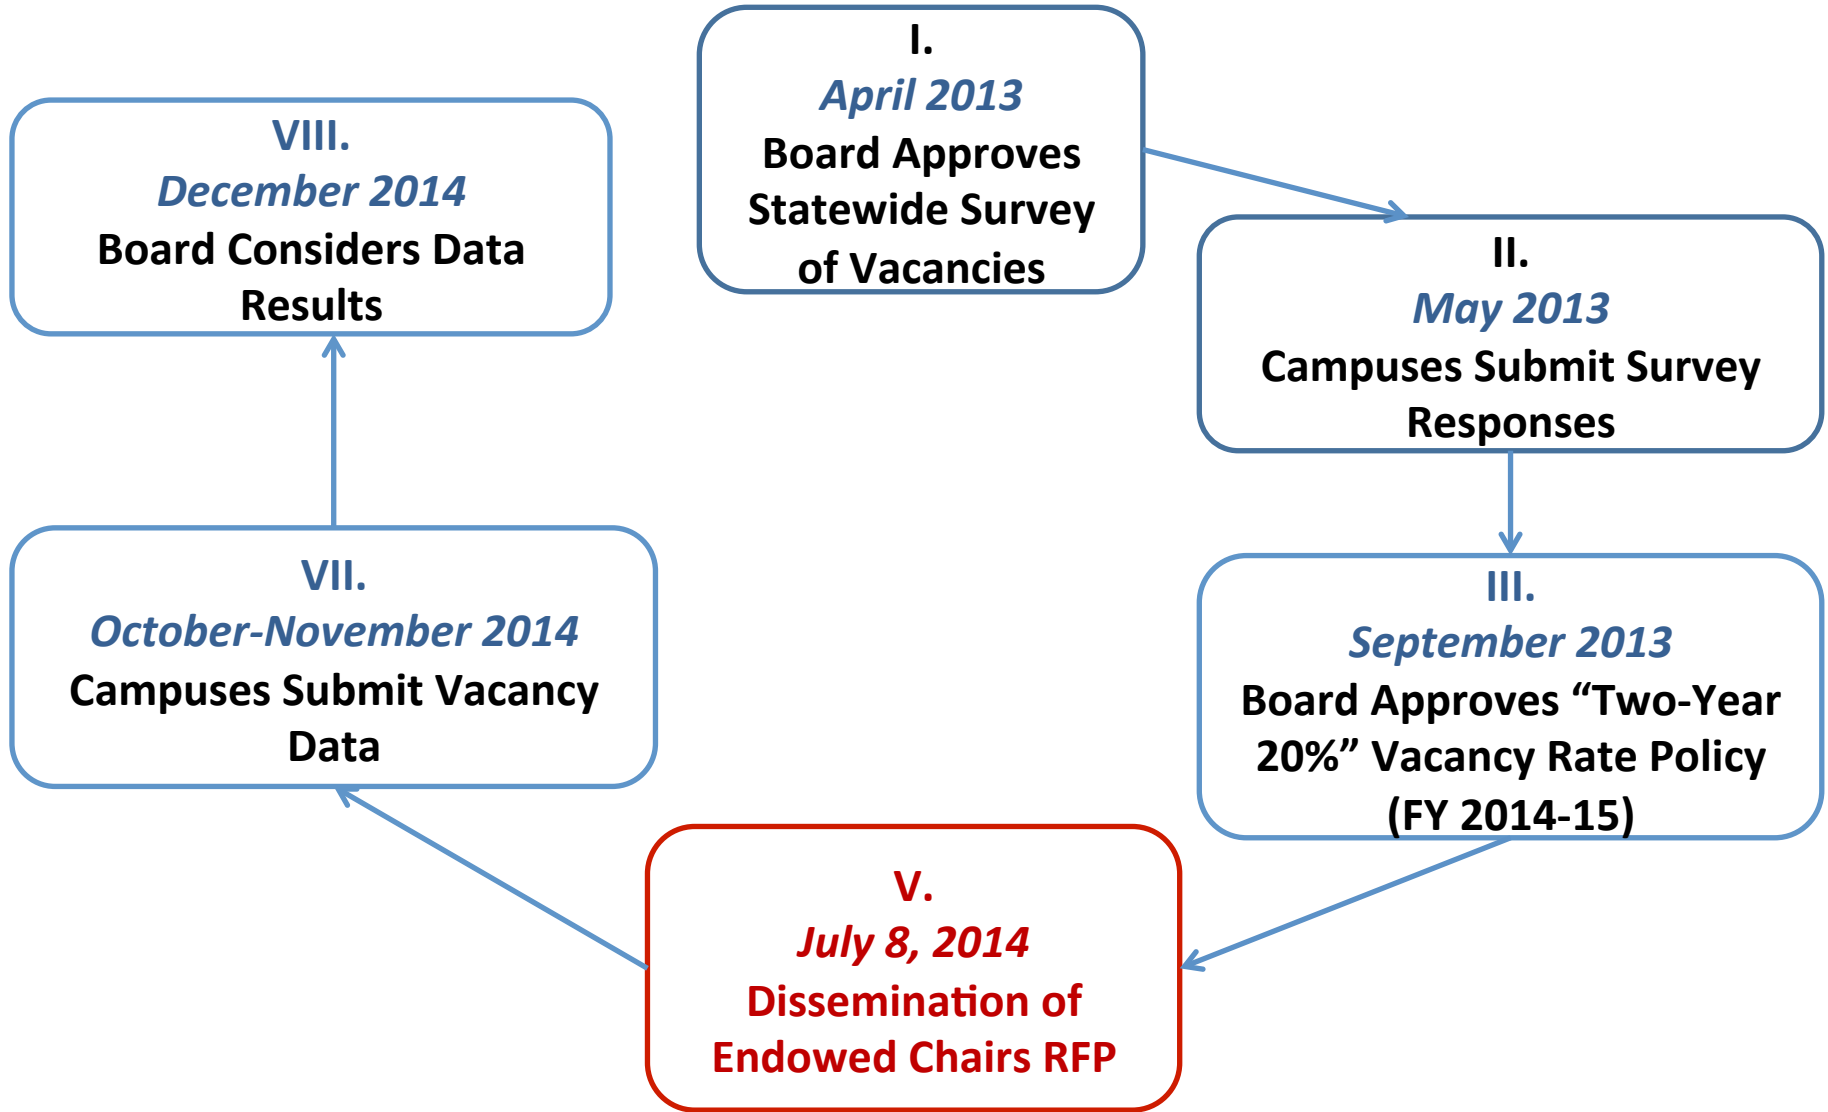 I.
April 2013
Board Approves
Statewide Survey
of Vacancies
II.
May 2013
Campuses Submit Survey
Responses
III.
September 2013
Board Approves “Two-Year
20%” Vacancy Rate Policy
(FY 2014-15)
V.
July 8, 2014
Dissemination of
Endowed Chairs RFP
VII.
October-November 2014
Campuses Submit Vacancy
Data
VIII.
December 2014
Board Considers Data
Results